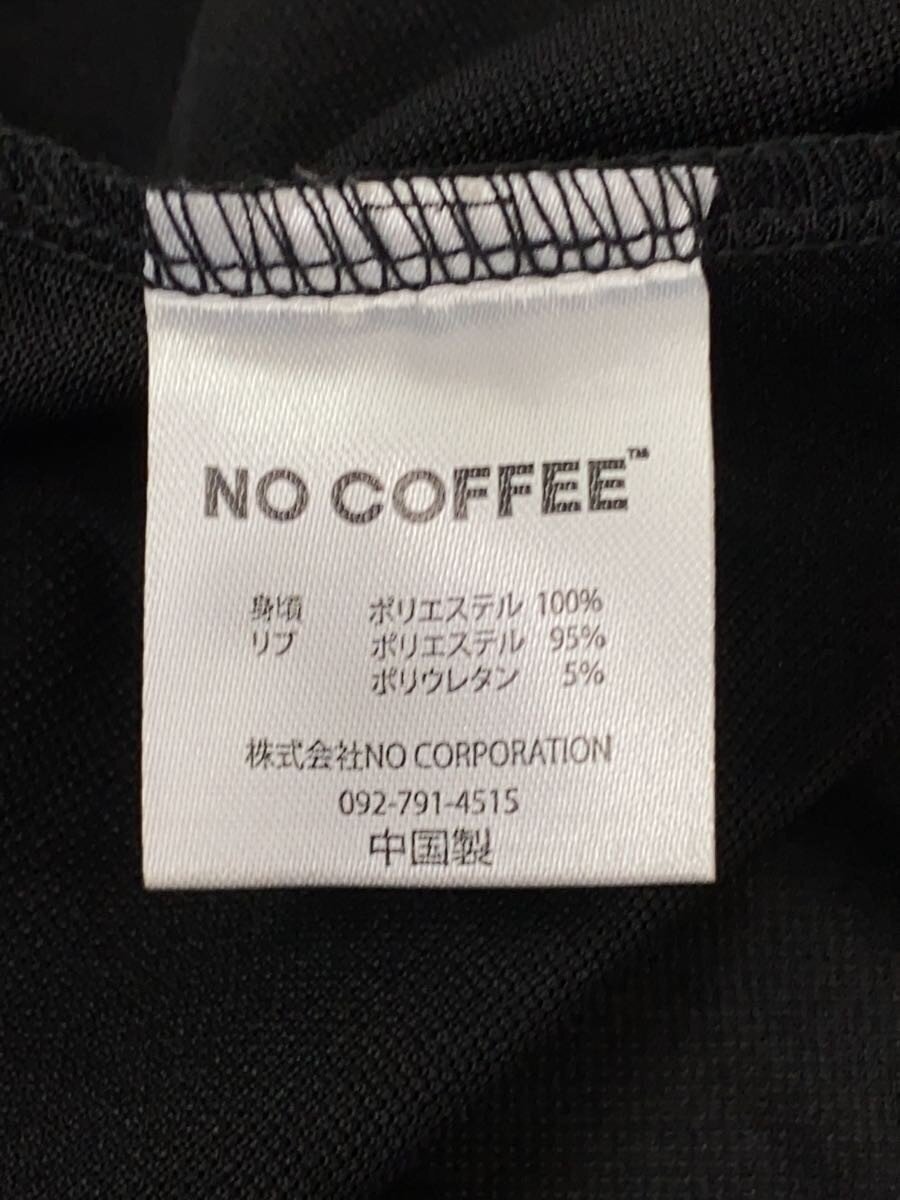 NO COFFEE™
身頃 ポリエステル 100%
リブ ポリエステル 95%
ポリウレタン 5%
株式会社NO CORPORATION
092-791-4515
中国製